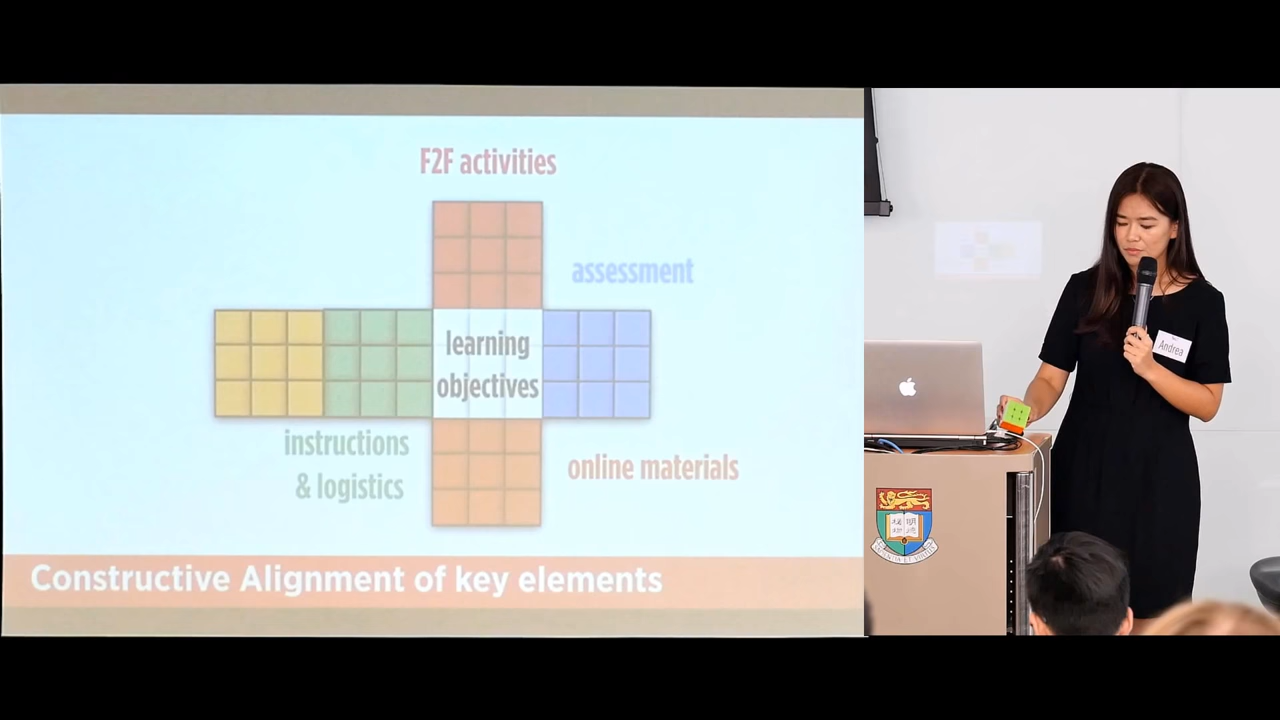 F2F activities
assessment
learning
objectives
instructions
& logistics
online materials
Constructive Alignment of key elements
Andrea